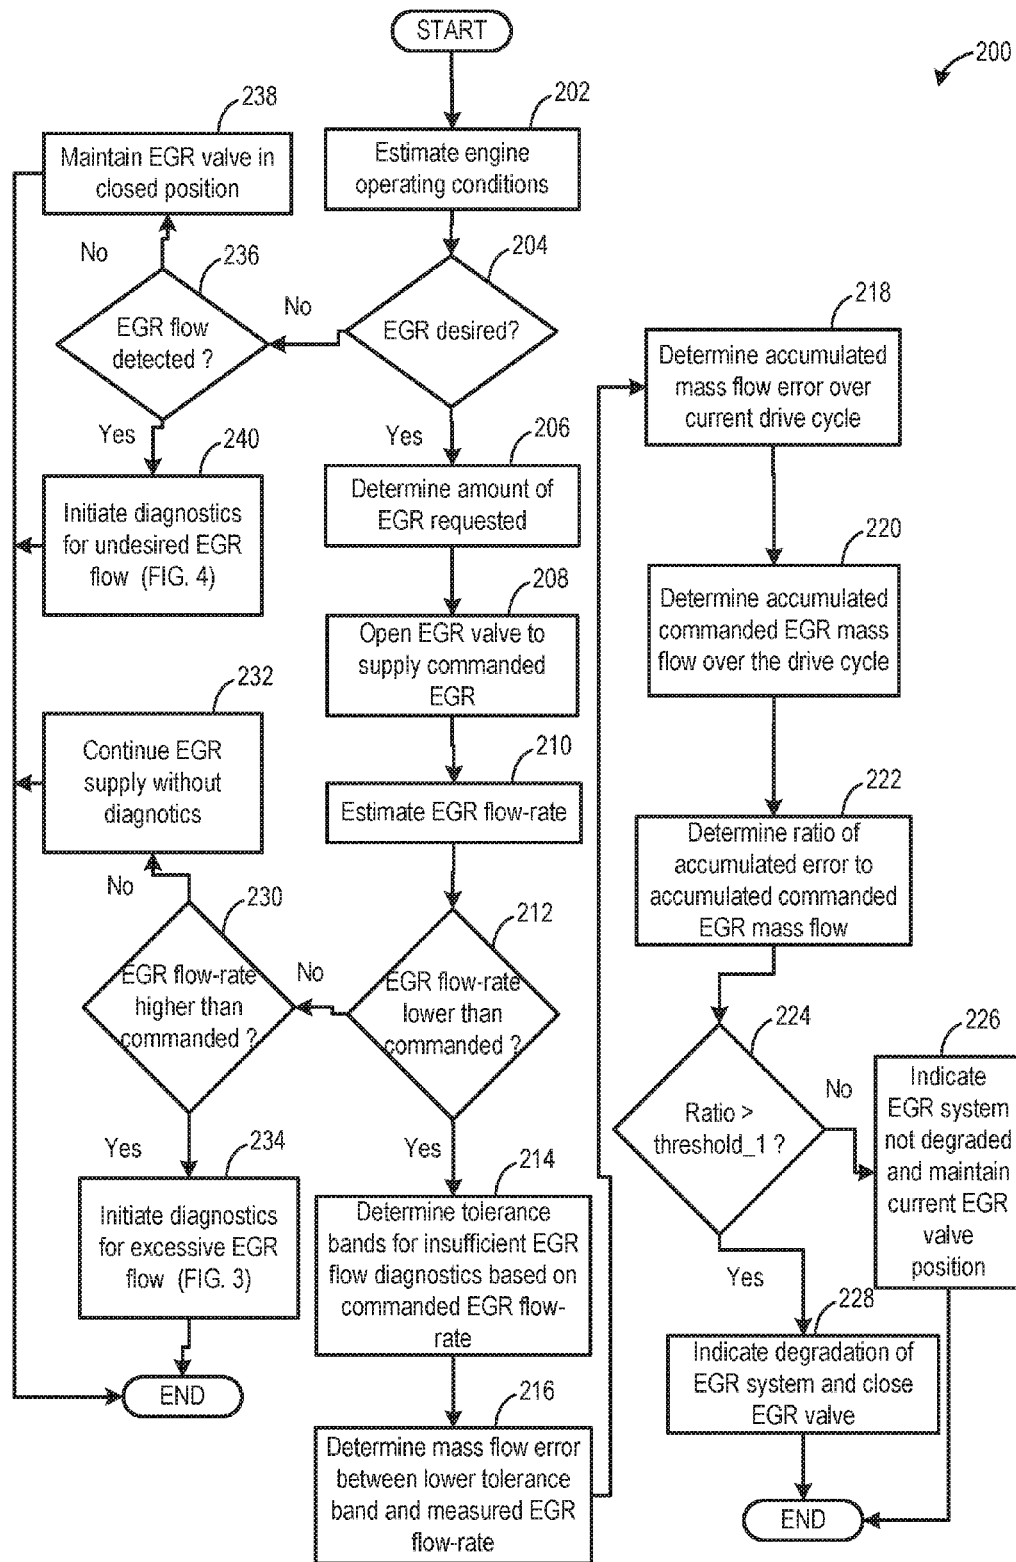 START
200
202
Estimate engine
operating conditions
204
EGR desired?
No
Yes
236
EGR flow
detected ?
No
Yes
238
Maintain EGR valve in
closed position
240
Initiate diagnostics
for undesired EGR
flow (FIG. 4)
206
Determine amount of
EGR requested
208
Open EGR valve to
supply commanded
EGR
210
Estimate EGR flow-rate
212
EGR flow-rate
lower than
commanded ?
No
Yes
230
EGR flow-rate
higher than
commanded ?
No
Yes
232
Continue EGR
supply without
diagnotics
234
Initiate diagnostics
for excessive EGR
flow (FIG. 3)
END
214
Determine tolerance
bands for insufficient EGR
flow diagnostics based on
commanded EGR flow-
rate
216
Determine mass flow error
between lower tolerance
band and measured EGR
flow-rate
218
Determine accumulated
mass flow error over
current drive cycle
220
Determine accumulated
commanded EGR mass
flow over the drive cycle
222
Determine ratio of
accumulated error to
accumulated commanded
EGR mass flow
224
Ratio >
threshold_1 ?
No
Yes
226
Indicate
EGR system
not degraded
and maintain
current EGR
valve
position
228
Indicate degradation of
EGR system and close
EGR valve
END